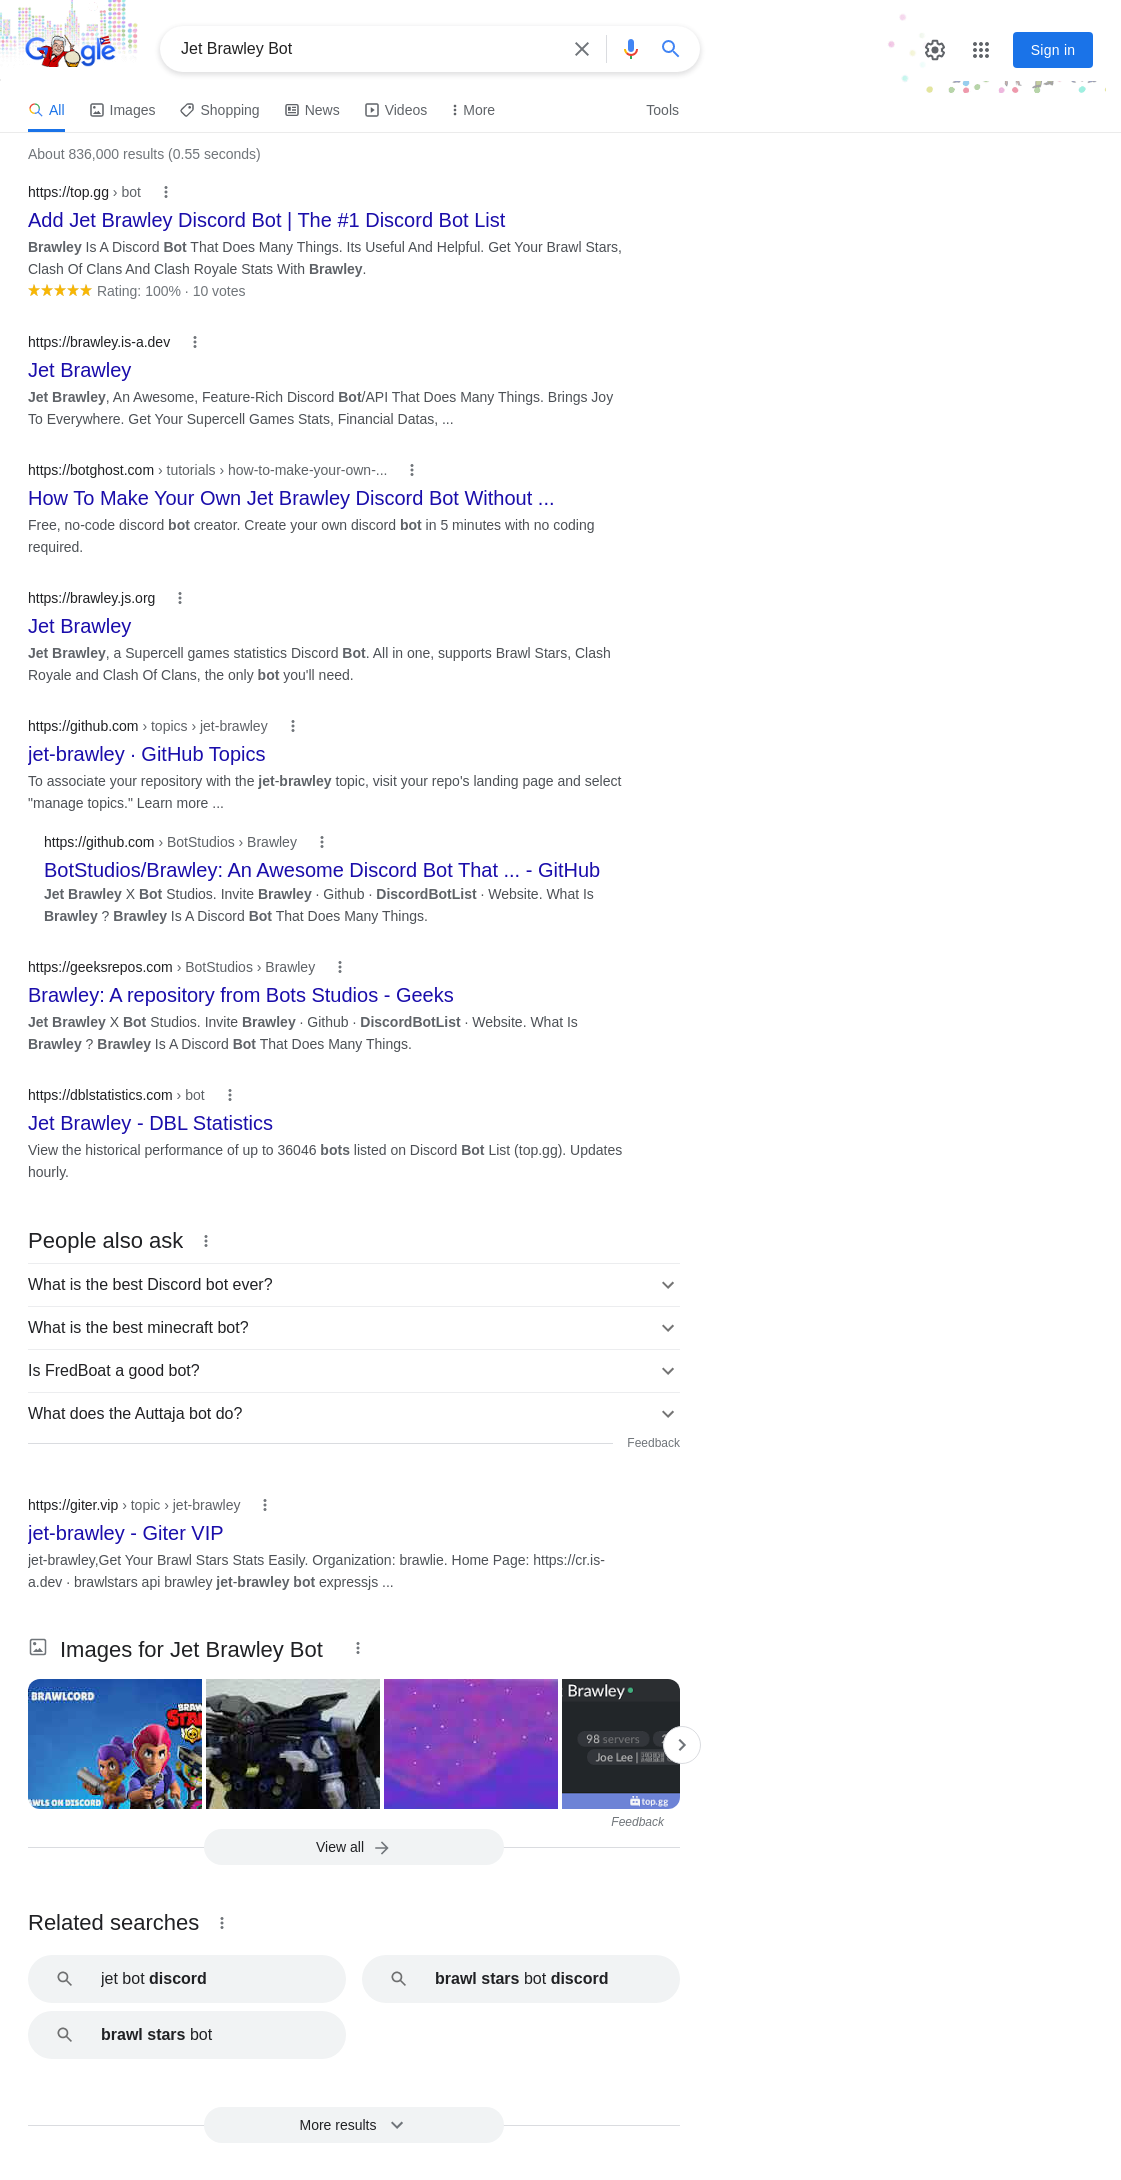 Google
Jet Brawley Bot
Sign in
All
Images
Shopping
News
Videos
More
Tools
About 836,000 results (0.55 seconds)
https://top.gg › bot
Add Jet Brawley Discord Bot | The #1 Discord Bot List
Brawley Is A Discord Bot That Does Many Things. Its Useful And Helpful. Get Your Brawl Stars,
Clash Of Clans And Clash Royale Stats With Brawley.
Rating: 100% · 10 votes
https://brawley.is-a.dev
Jet Brawley
Jet Brawley, An Awesome, Feature-Rich Discord Bot/API That Does Many Things. Brings Joy
To Everywhere. Get Your Supercell Games Stats, Financial Datas, ...
https://botghost.com › tutorials › how-to-make-your-own-...
How To Make Your Own Jet Brawley Discord Bot Without ...
Free, no-code discord bot creator. Create your own discord bot in 5 minutes with no coding
required.
https://brawley.js.org
Jet Brawley
Jet Brawley, a Supercell games statistics Discord Bot. All in one, supports Brawl Stars, Clash
Royale and Clash Of Clans, the only bot you'll need.
https://github.com › topics › jet-brawley
jet-brawley · GitHub Topics
To associate your repository with the jet-brawley topic, visit your repo's landing page and select
"manage topics." Learn more ...
https://github.com › BotStudios › Brawley
BotStudios/Brawley: An Awesome Discord Bot That ... - GitHub
Jet Brawley X Bot Studios. Invite Brawley · Github · DiscordBotList · Website. What Is
Brawley ? Brawley Is A Discord Bot That Does Many Things.
https://geeksrepos.com › BotStudios › Brawley
Brawley: A repository from Bots Studios - Geeks
Jet Brawley X Bot Studios. Invite Brawley · Github · DiscordBotList · Website. What Is
Brawley ? Brawley Is A Discord Bot That Does Many Things.
https://dblstatistics.com › bot
Jet Brawley - DBL Statistics
View the historical performance of up to 36046 bots listed on Discord Bot List (top.gg). Updates
hourly.
People also ask
What is the best Discord bot ever?
What is the best minecraft bot?
Is FredBoat a good bot?
What does the Auttaja bot do?
Feedback
https://giter.vip › topic › jet-brawley
jet-brawley - Giter VIP
jet-brawley,Get Your Brawl Stars Stats Easily. Organization: brawlie. Home Page: https://cr.is-
a.dev · brawlstars api brawley jet-brawley bot expressjs ...
Images for Jet Brawley Bot
BRAWLCORD
AWLS ON DISCORD
Brawley
98 servers
Joe Lee |
top.gg
Feedback
View all
Related searches
jet bot discord
brawl stars bot discord
brawl stars bot
More results